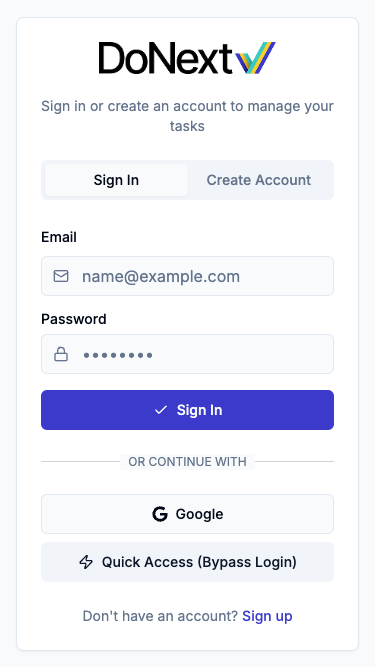 DoNext
Sign in or create an account to manage your
tasks
Sign In
Create Account
Email
name@example.com
Password
••••••••
Sign In
OR CONTINUE WITH
Google
Quick Access (Bypass Login)
Don't have an account? Sign up